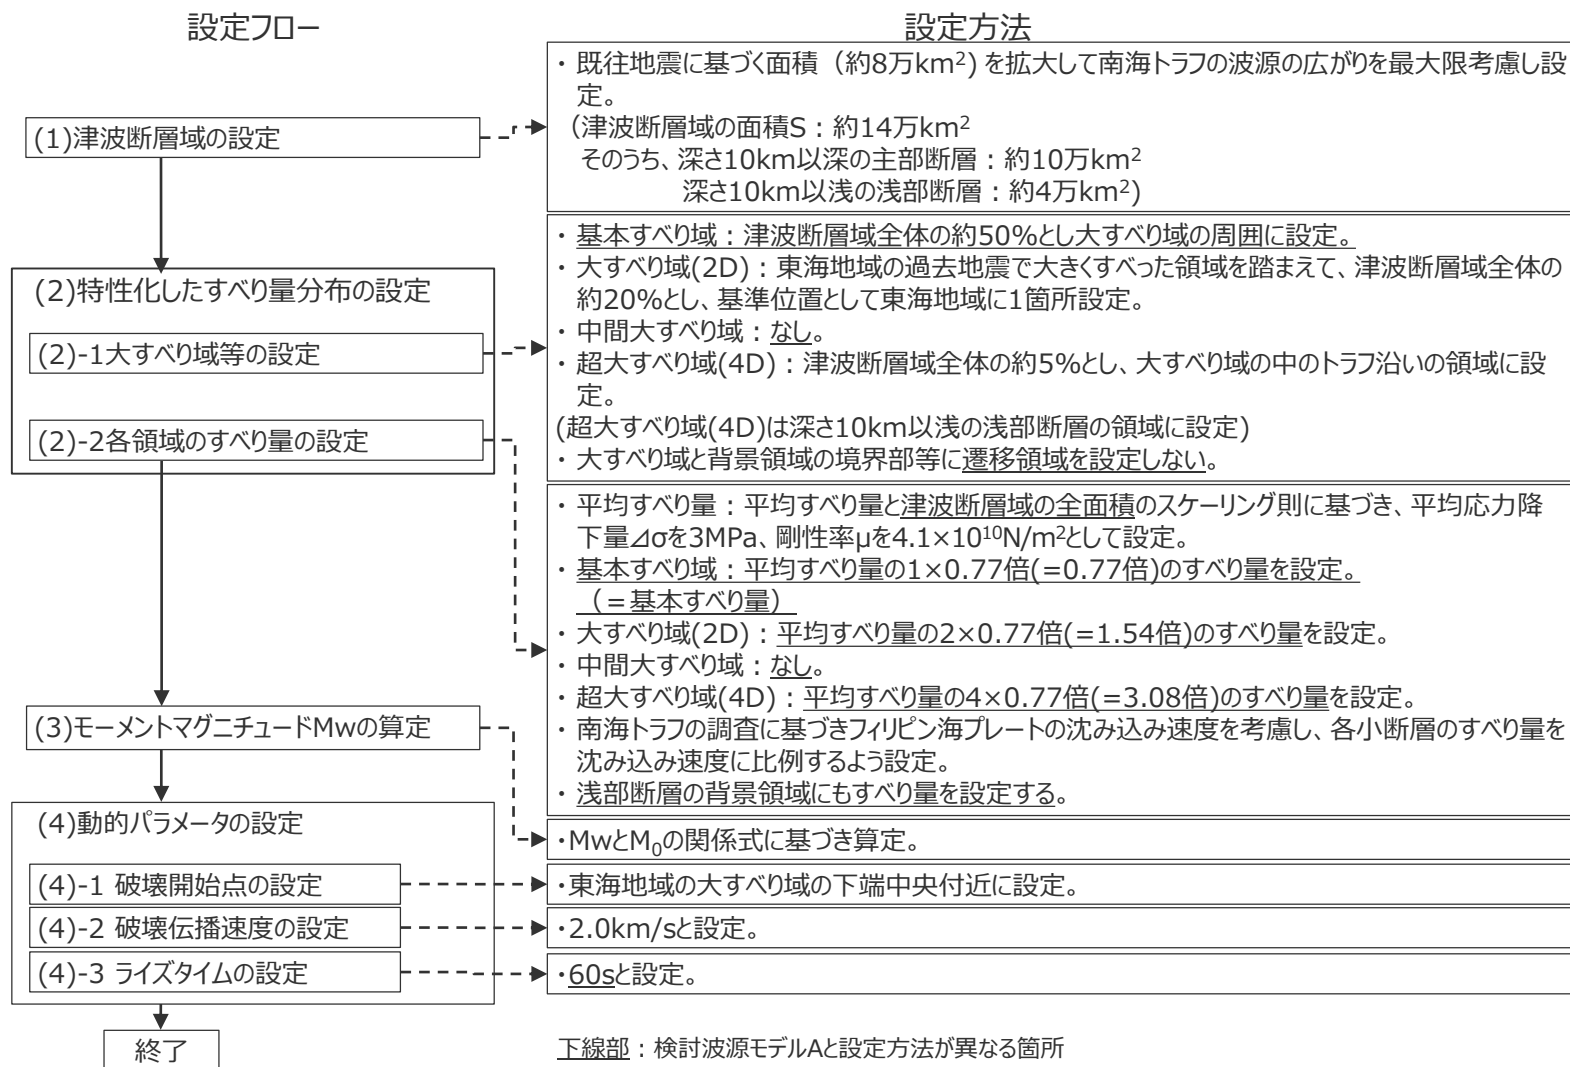 設定フロー
設定方法
(1)津波断層域の設定
(2)特性化したすべり量分布の設定
(2)-1大すべり域等の設定
(2)-2各領域のすべり量の設定
(3)モーメントマグニチュードMwの算定
(4)動的パラメータの設定
(4)-1 破壊開始点の設定
(4)-2 破壊伝播速度の設定
(4)-3 ライズタイムの設定
終了
・既往地震に基づく面積（約8万km²）を拡大して南海トラフの波源の広がりを最大限考慮し設
定。
（津波断層域の面積S：約14万km²
そのうち、深さ10km以深の主部断層：約10万km²
深さ10km以浅の浅部断層：約4万km²)
・基本すべり域：津波断層域全体の約50%とし大すべり域の周囲に設定。
・大すべり域(2D)：東海地域の過去地震で大きくすべった領域を踏まえて、津波断層域全体の
約20%とし、基準位置として東海地域に1箇所設定。
・中間大すべり域：なし。
・超大すべり域(4D)：津波断層域全体の約5%とし、大すべり域の中のトラフ沿いの領域に設
定。
(超大すべり域(4D)は深さ10km以浅の浅部断層の領域に設定)
・大すべり域と背景領域の境界部等に遷移領域を設定しない。
・平均すべり量：平均すべり量と津波断層域の全面積のスケーリング則に基づき、平均応力降
下量⊿σを3MPa、剛性率μを4.1×10¹⁰N/m²として設定。
・基本すべり域：平均すべり量の1×0.77倍(=0.77倍)のすべり量を設定。
（＝基本すべり量）
・大すべり域(2D)：平均すべり量の2×0.77倍(=1.54倍)のすべり量を設定。
・中間大すべり域：なし。
・超大すべり域(4D)：平均すべり量の4×0.77倍(=3.08倍)のすべり量を設定。
・南海トラフの調査に基づきフィリピン海プレートの沈み込み速度を考慮し、各小断層のすべり量を
沈み込み速度に比例するよう設定。
・浅部断層の背景領域にもすべり量を設定する。
・MwとM₀の関係式に基づき算定。
・東海地域の大すべり域の下端中央付近に設定。
・2.0km/sと設定。
・60sと設定。
下線部：検討波源モデルAと設定方法が異なる箇所